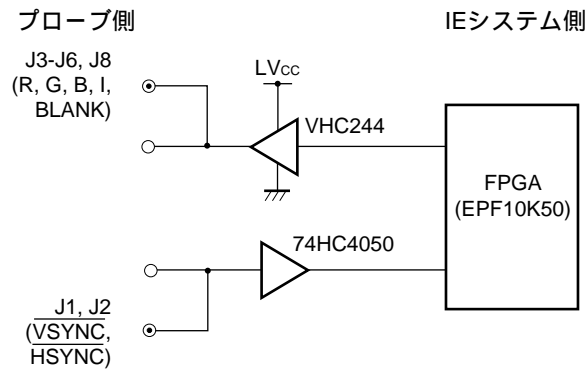 プローブ側
IEシステム側
J3-J6, J8
(R, G, B, I,
BLANK)
LVcc
VHC244
FPGA
(EPF10K50)
74HC4050
J1, J2
(VSYNC,
HSYNC)